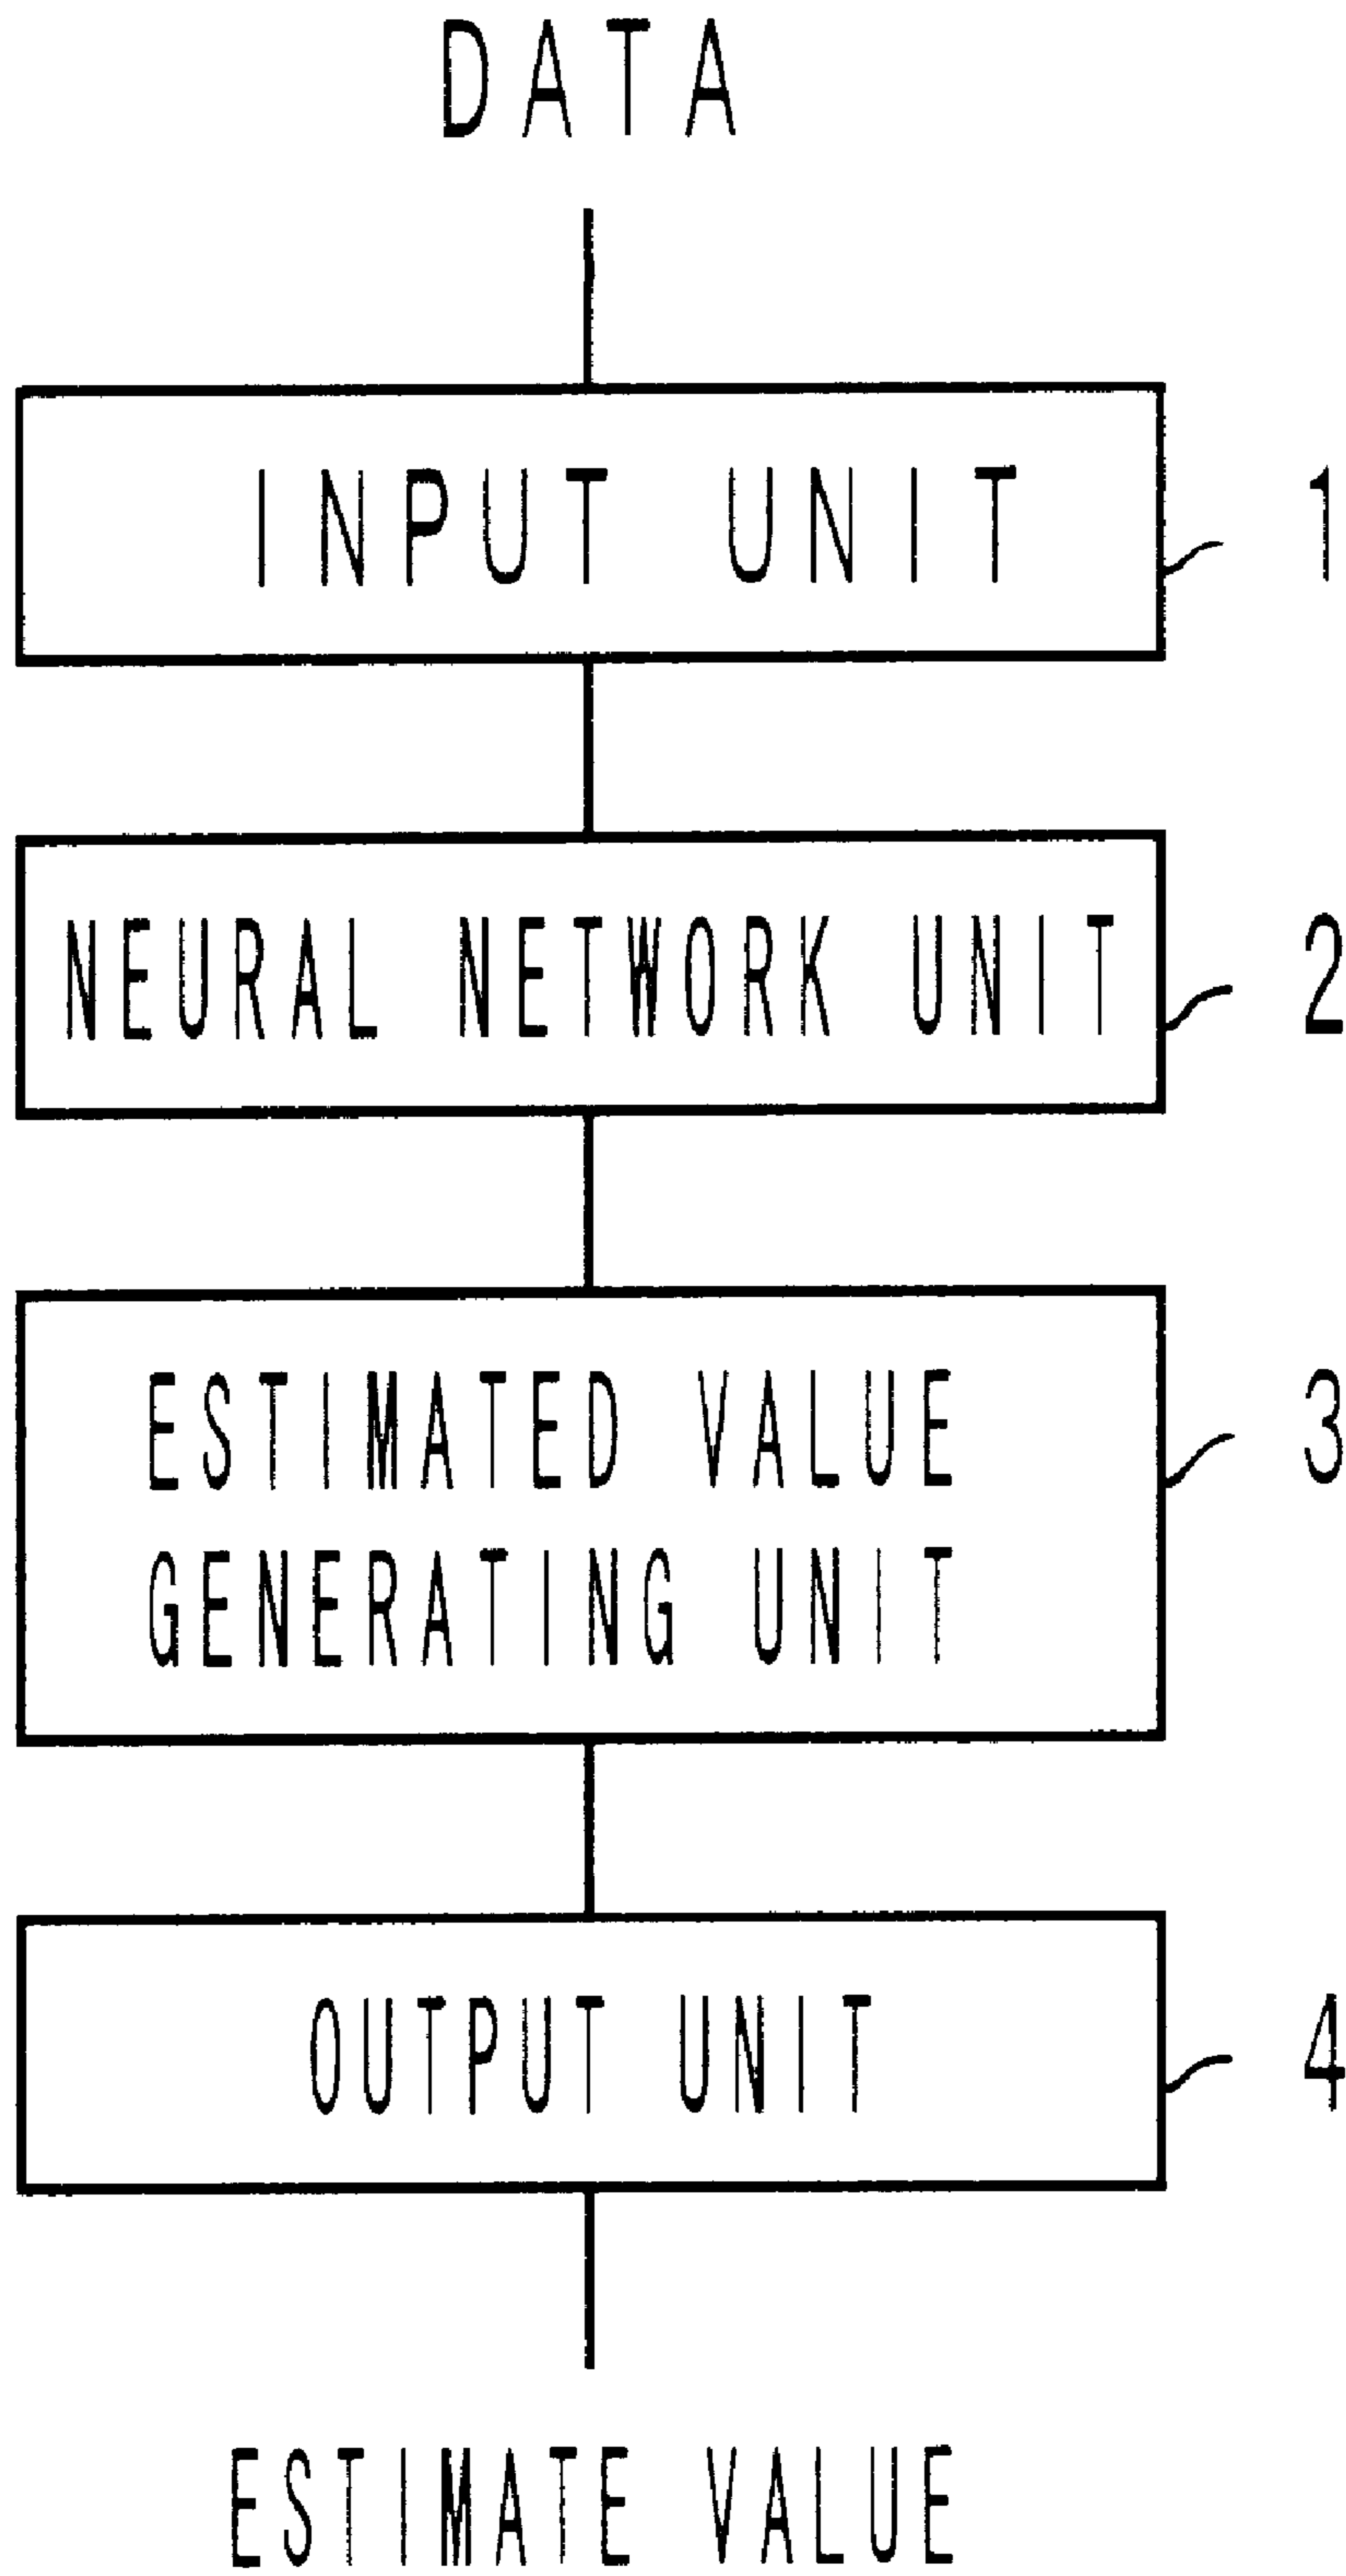 DATA
INPUT UNIT
1
NEURAL NETWORK UNIT
2
ESTIMATED VALUE
3
GENERATING UNIT
OUTPUT UNIT
4
ESTIMATE VALUE